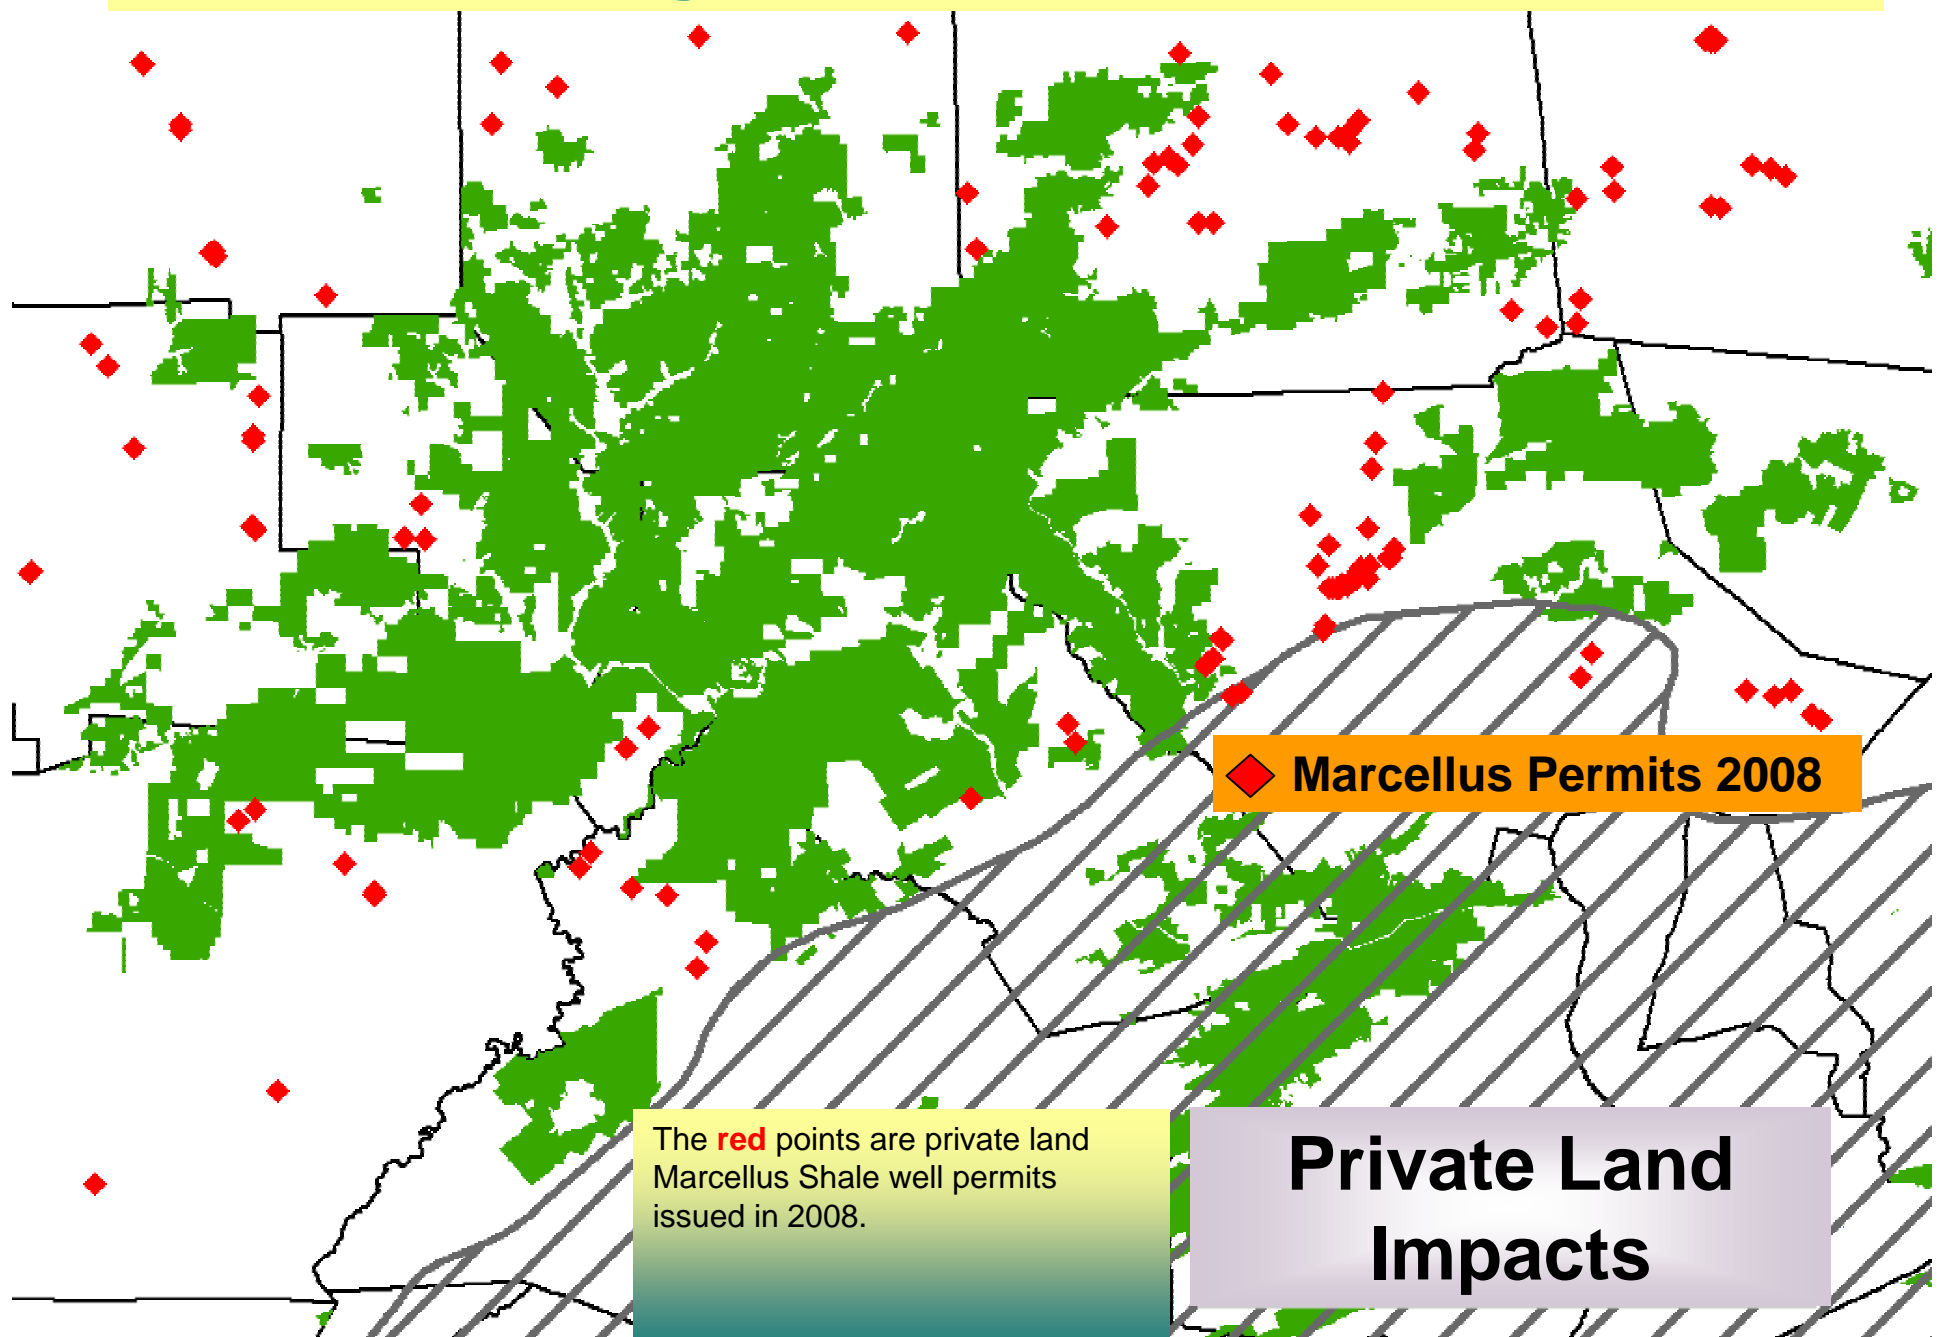 Marcellus Permits 2008
The red points are private land
Marcellus Shale well permits
issued in 2008.
Private Land
Impacts